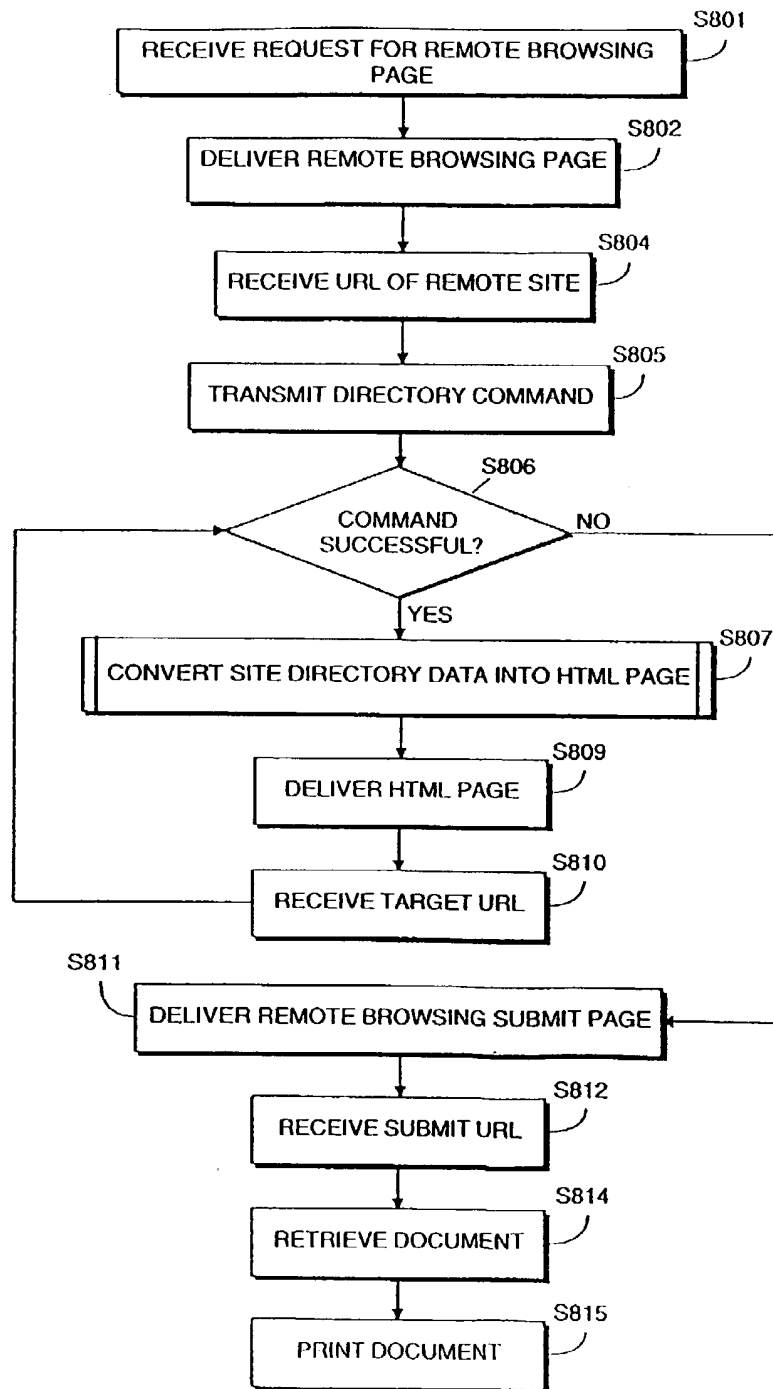 S801
RECEIVE REQUEST FOR REMOTE BROWSING
PAGE
S802
DELIVER REMOTE BROWSING PAGE
S804
RECEIVE URL OF REMOTE SITE
S805
TRANSMIT DIRECTORY COMMAND
S806
COMMAND
SUCCESSFUL?
NO
YES
S807
CONVERT SITE DIRECTORY DATA INTO HTML PAGE
S809
DELIVER HTML PAGE
S810
RECEIVE TARGET URL
S811
DELIVER REMOTE BROWSING SUBMIT PAGE
S812
RECEIVE SUBMIT URL
S814
RETRIEVE DOCUMENT
S815
PRINT DOCUMENT